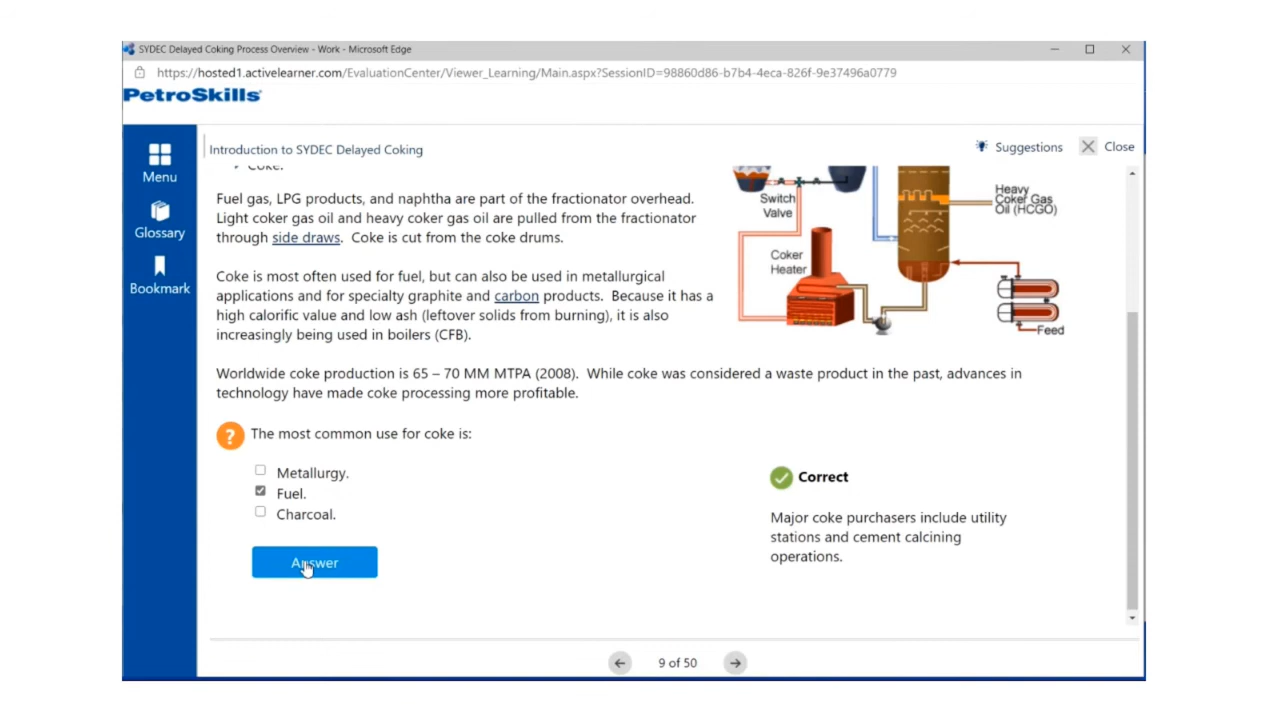 SYDEC Delayed Coking Process Overview - Work - Microsoft Edge
https://hosted1.activelearner.com/EvaluationCenter/Viewer_Learning/Main.aspx?SessionID=98860d86-b7b4-4eca-826f-9e37496a0779
PetroSkills
Menu
Glossary
Bookmark
Introduction to SYDEC Delayed Coking
Suggestions
Close
Coke.
Fuel gas, LPG products, and naphtha are part of the fractionator overhead.
Light coker gas oil and heavy coker gas oil are pulled from the fractionator
through side draws. Coke is cut from the coke drums.
Coke is most often used for fuel, but can also be used in metallurgical
applications and for specialty graphite and carbon products. Because it has a
high calorific value and low ash (leftover solids from burning), it is also
increasingly being used in boilers (CFB).
Switch
Valve
Heavy
Coker Gas
Oil (HCGO)
Coker
Heater
Feed
Worldwide coke production is 65 – 70 MM MTPA (2008). While coke was considered a waste product in the past, advances in
technology have made coke processing more profitable.
? The most common use for coke is:
Metallurgy.
Fuel.
Charcoal.
Answer
Correct
Major coke purchasers include utility
stations and cement calcining
operations.
9 of 50